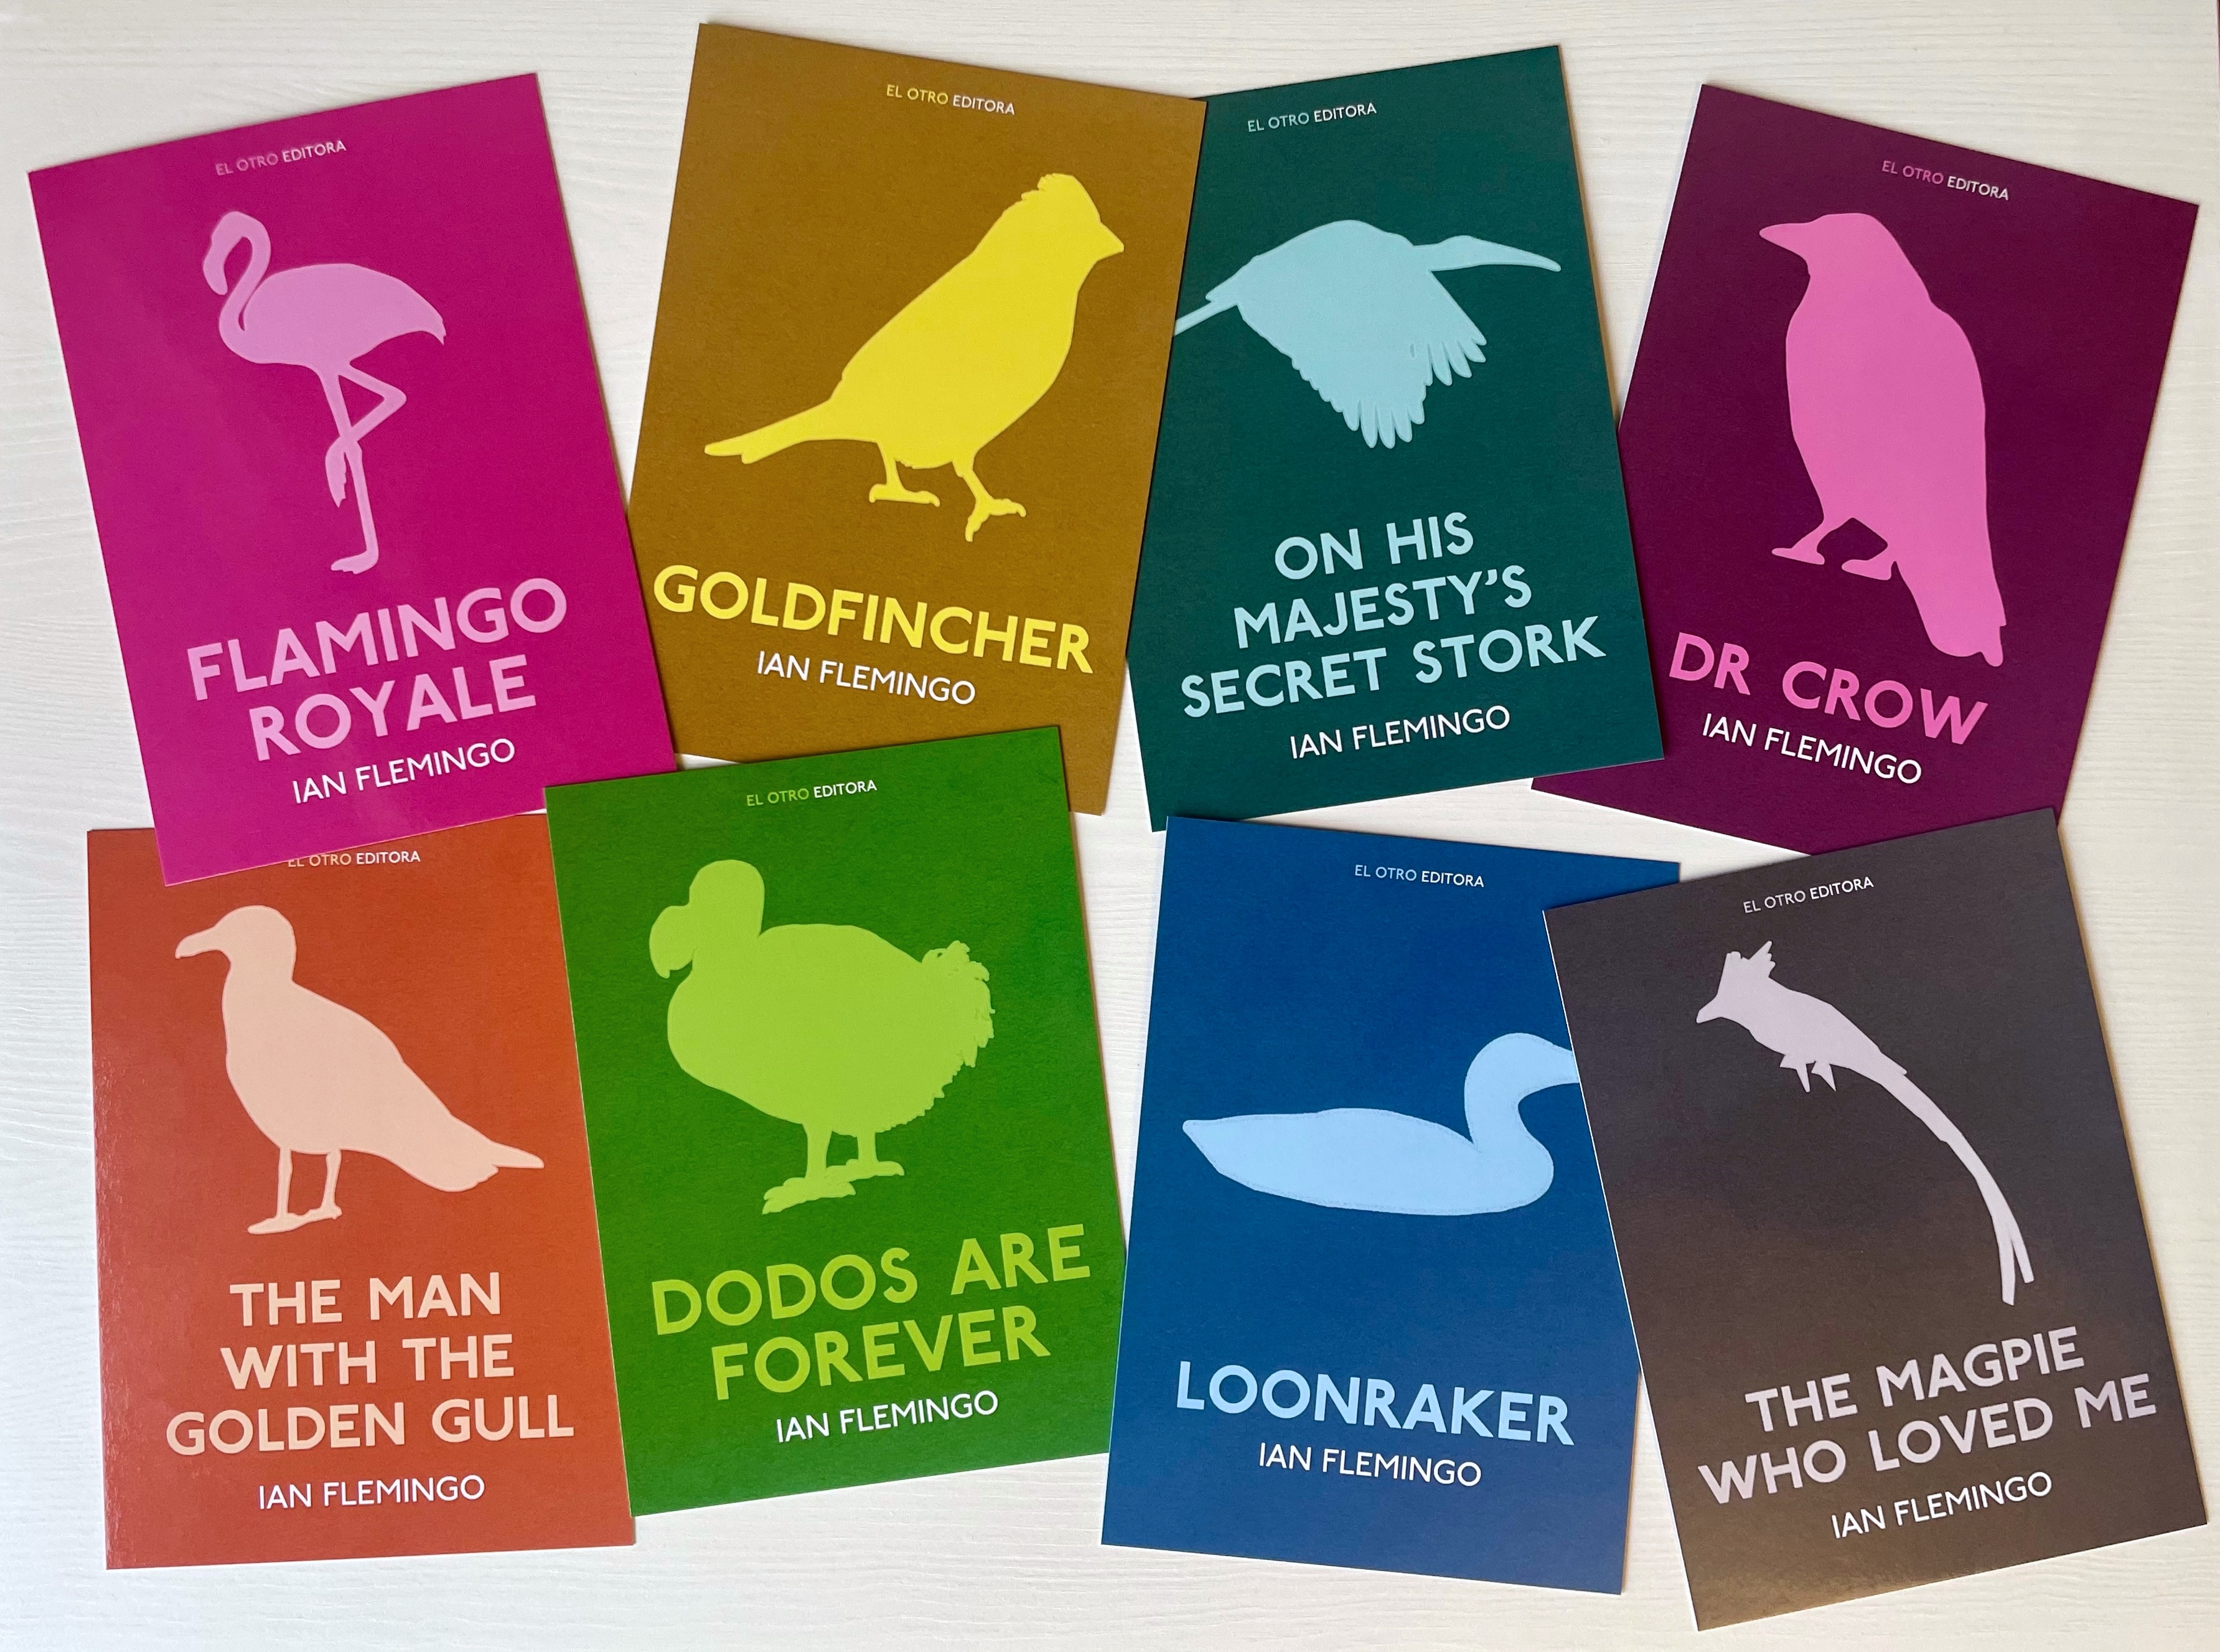 EL OTRO EDITORA
FLAMINGO
ROYALE
IAN FLEMINGO
EL OTRO EDITORA
GOLDFINCHER
IAN FLEMINGO
EL OTRO EDITORA
ON HIS
MAJESTY'S
SECRET STORK
IAN FLEMINGO
EL OTRO EDITORA
DR CROW
IAN FLEMINGO
EL OTRO EDITORA
THE MAN
WITH THE
GOLDEN GULL
IAN FLEMINGO
EL OTRO EDITORA
DODOS ARE
FOREVER
IAN FLEMINGO
EL OTRO EDITORA
LOONRAKER
IAN FLEMINGO
EL OTRO EDITORA
THE MAGPIE
WHO LOVED ME
IAN FLEMINGO